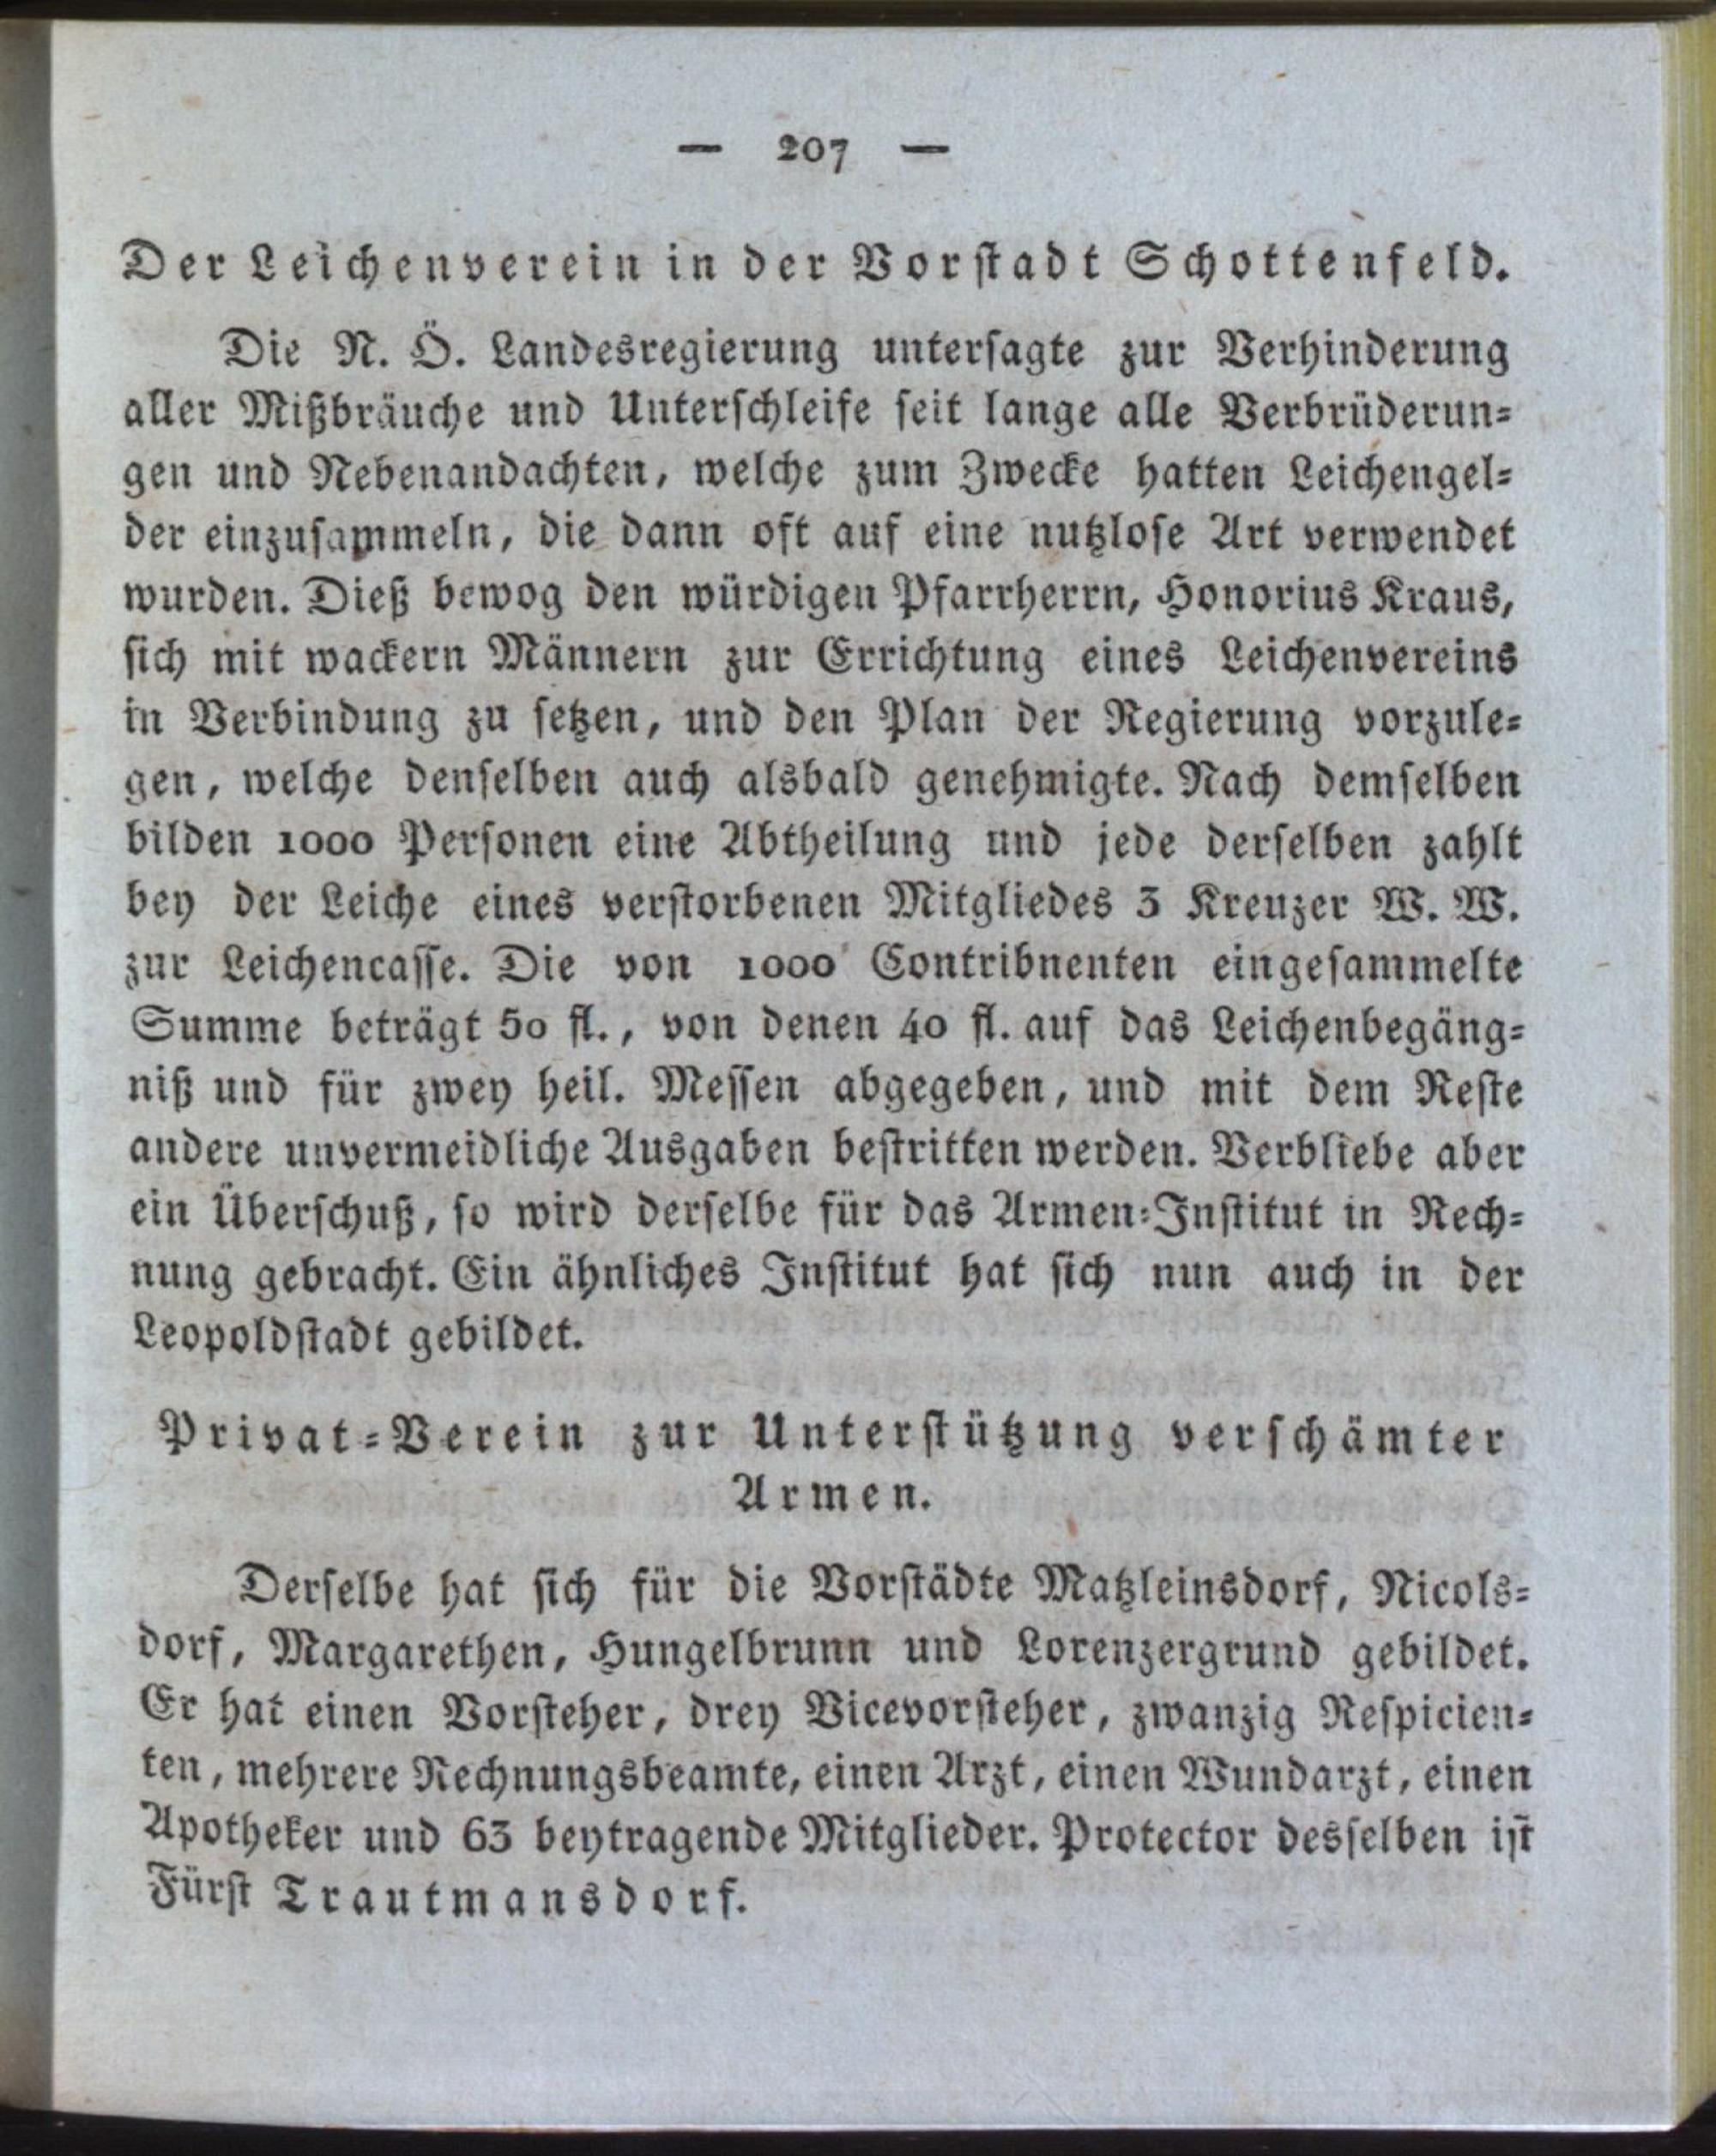 — 207 —
Der Leichenverein in der Vorstadt Schottenfeld.
Die N. Ö. Landesregierung untersagte zur Verhinderung
aller Mißbräuche und Unterschleife seit lange alle Verbrüderun-
gen und Nebenandachten, welche zum Zwecke hatten Leichengel-
der einzusammeln, die dann oft auf eine nutzlose Art verwendet
wurden. Dieß bewog den würdigen Pfarrherrn, Honorius Kraus,
sich mit wackern Männern zur Errichtung eines Leichenvereins
in Verbindung zu setzen, und den Plan der Regierung vorzule-
gen, welche denselben auch alsbald genehmigte. Nach demselben
bilden 1000 Personen eine Abtheilung und jede derselben zahlt
bey der Leiche eines verstorbenen Mitgliedes 3 Kreuzer W. W.
zur Leichencasse. Die von 1000 Contribnenten eingesammelte
Summe beträgt 50 fl., von denen 40 fl. auf das Leichenbegäng-
niß und für zwey heil. Messen abgegeben, und mit dem Reste
andere unvermeidliche Ausgaben bestritten werden. Verbliebe aber
ein Überschuß, so wird derselbe für das Armen-Institut in Rech-
nung gebracht. Ein ähnliches Institut hat sich nun auch in der
Leopoldstadt gebildet.
Privat-Verein zur Unterstützung verschämter
Armen.
Derselbe hat sich für die Vorstädte Matzleinsdorf, Nicols-
dorf, Margarethen, Hungelbrunn und Lorenzergrund gebildet.
Er hat einen Vorsteher, drey Vicevorsteher, zwanzig Respicien-
ten, mehrere Rechnungsbeamte, einen Arzt, einen Wundarzt, einen
Apotheker und 63 beytragende Mitglieder. Protector desselben ist
Fürst Trautmansdorf.